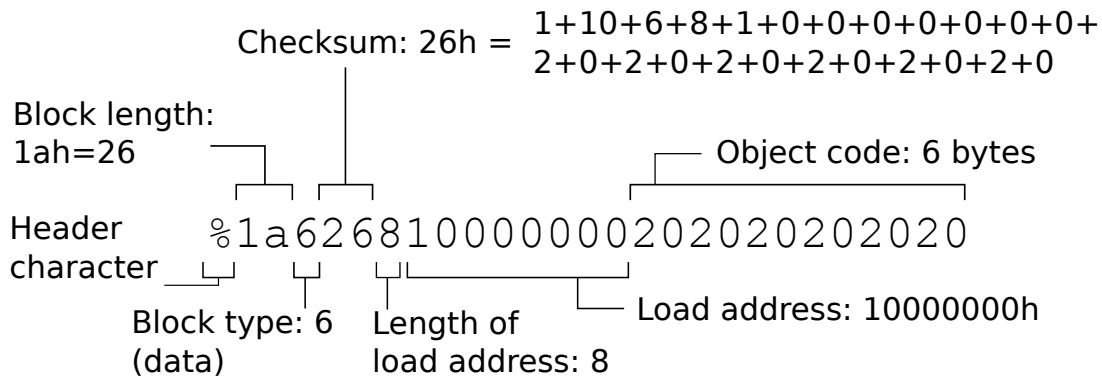 Checksum: 26h = 1+10+6+8+1+0+0+0+0+0+0+0+
2+0+2+0+2+0+2+0+2+0+2+0
Block length:
1ah=26
Object code: 6 bytes
Header
character
%1a626810000000202020202020
Block type: 6
(data)
Length of
load address: 8
Load address: 10000000h